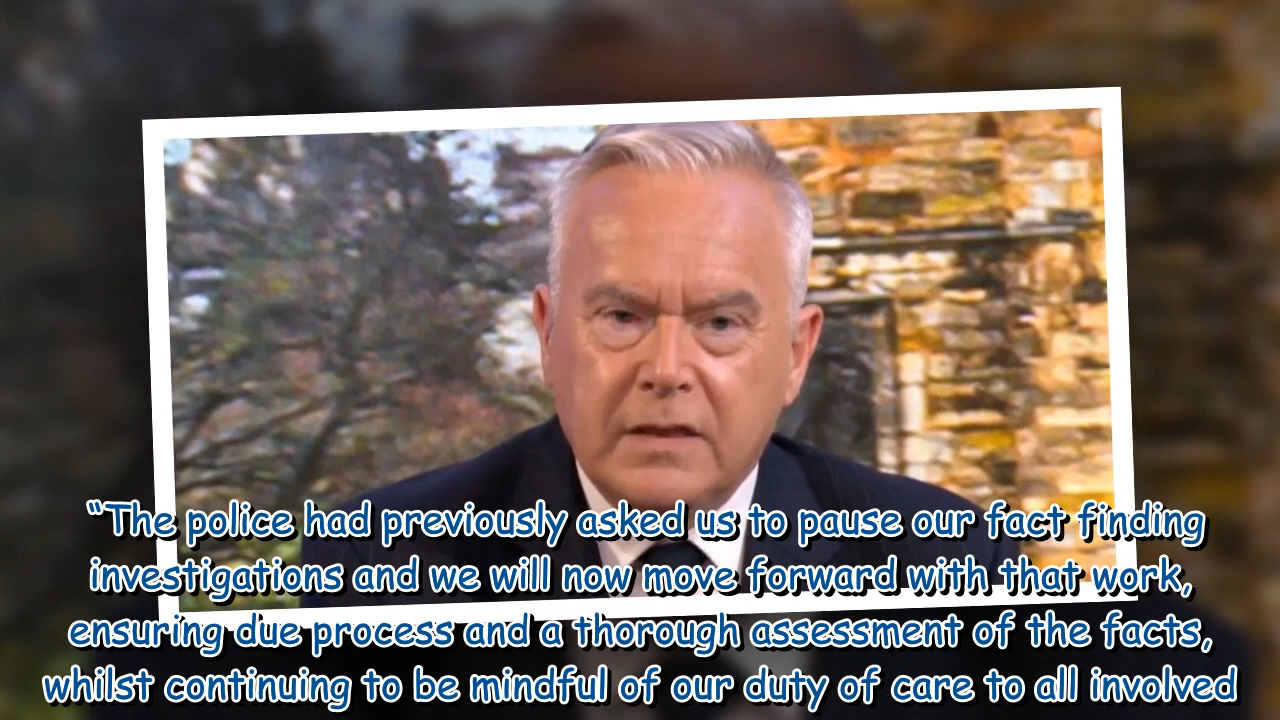 “The police had previously asked us to pause our fact finding
investigations and we will now move forward with that work,
ensuring due process and a thorough assessment of the facts,
whilst continuing to be mindful of our duty of care to all involved